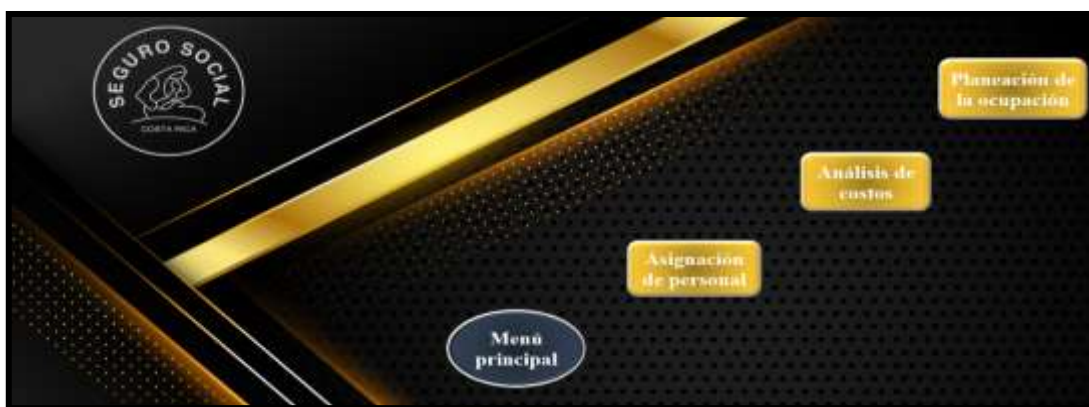 SEGURO SOCIAL
COSTA RICA
Planeación de
la ocupación
Análisis de
costos
Asignación
de personal
Menú
principal